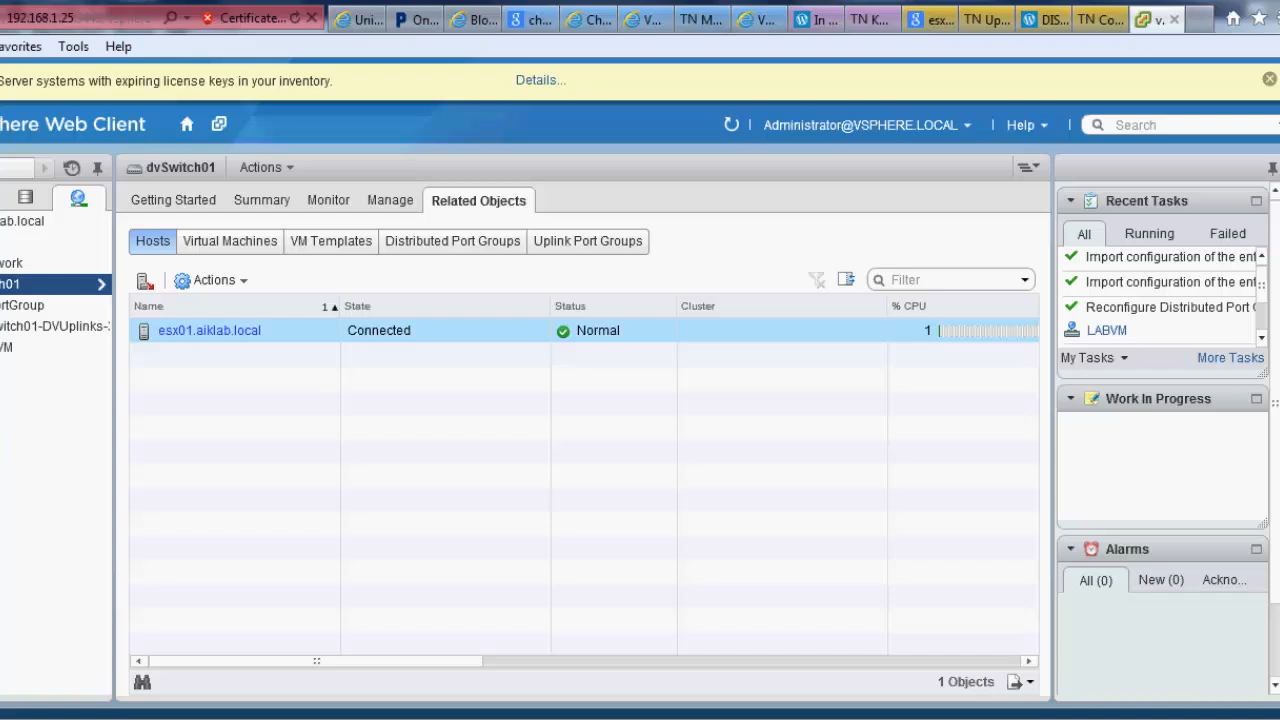 192.168.1.25
Certificate...
Uni...
On...
Blo...
ch...
Ch...
V...
TN M...
V...
In ...
TN K...
esx...
TN Up...
DIS...
TN Co...
v.
avorites Tools Help
Server systems with expiring license keys in your inventory.
Details...
here Web Client
Administrator@VSPHERE.LOCAL
Help
Search
dvSwitch01
Actions
Getting Started
Summary
Monitor
Manage
Related Objects
Hosts
Virtual Machines
VM Templates
Distributed Port Groups
Uplink Port Groups
Actions
Filter
Name
1
State
Status
Cluster
% CPU
esx01.aiklab.local
Connected
Normal
1
1 Objects
ab.local
work
h01
ortGroup
witch01-DVUplinks-
VM
Recent Tasks
All
Running
Failed
Import configuration of the ent
Import configuration of the ent
Reconfigure Distributed Port
LABVM
My Tasks
More Tasks
Work In Progress
Alarms
All (0)
New (0)
Ackno...